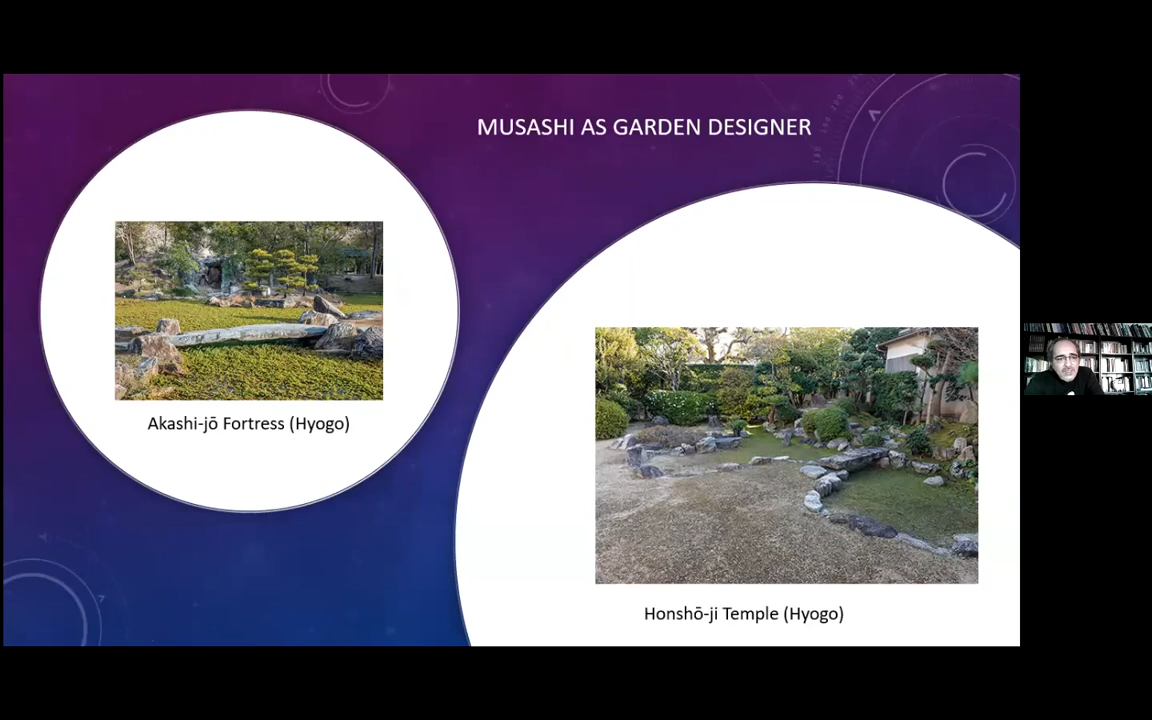 MUSASHI AS GARDEN DESIGNER
Akashi-jō Fortress (Hyogo)
Honshō-ji Temple (Hyogo)